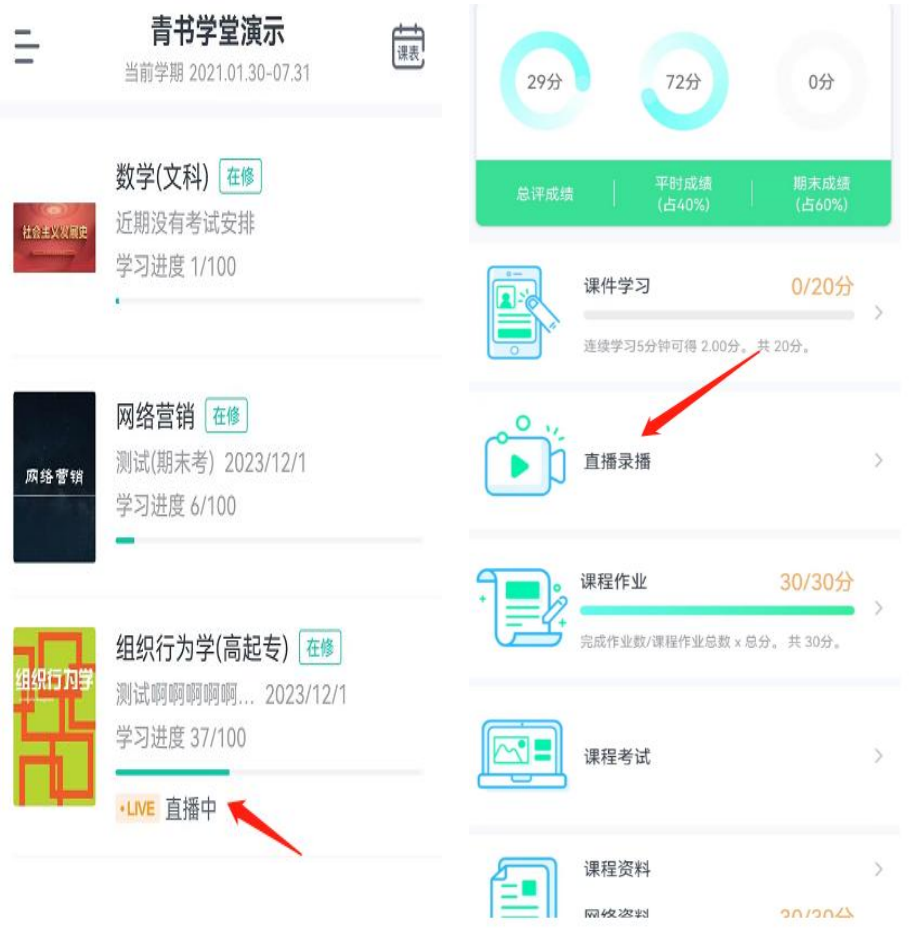 青书学堂演示
课表
当前学期 2021.01.30-07.31
数学(文科) 在修
社会主义发展史
近期没有考试安排
学习进度 1/100
网络营销 在修
网络营销
测试(期末考) 2023/12/1
学习进度 6/100
组织行为学(高起专) 在修
组织行为学
测试啊啊啊啊啊... 2023/12/1
学习进度 37/100
•LIVE 直播中
29分
72分
0分
总评成绩
平时成绩
(占40%)
期末成绩
(占60%)
课件学习
0/20分
连续学习5分钟可得 2.00分。 共 20分。
直播录播
课程作业
30/30分
完成作业数/课程作业总数 x 总分。 共 30分。
课程考试
课程资料
网络资料
30/30分